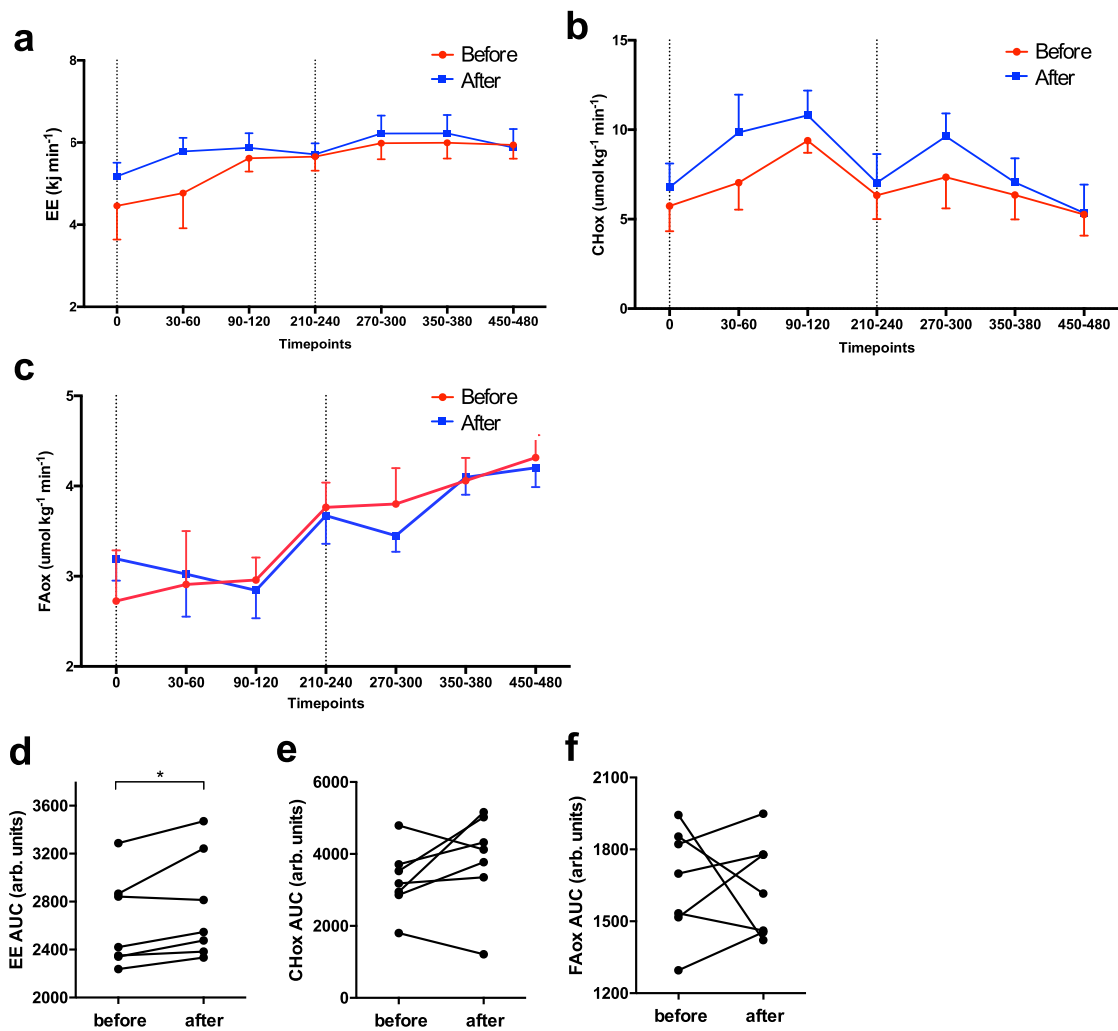 a
8
6
4
2
EE (kj min-1)
Before
After
0 30-60 90-120 210-240 270-300 350-380 450-480
Timepoints
b
15
10
5
0
CHox (umol kg-1 min-1)
Before
After
0 30-60 90-120 210-240 270-300 350-380 450-480
Timepoints
c
5
4
3
2
FAox (umol kg-1 min-1)
Before
After
0 30-60 90-120 210-240 270-300 350-380 450-480
Timepoints
d
*
3600
3200
2800
2400
2000
EE AUC (arb. units)
before after
e
6000
4000
2000
0
CHox AUC (arb. units)
before after
f
2100
1800
1500
1200
FAox AUC (arb. units)
before after